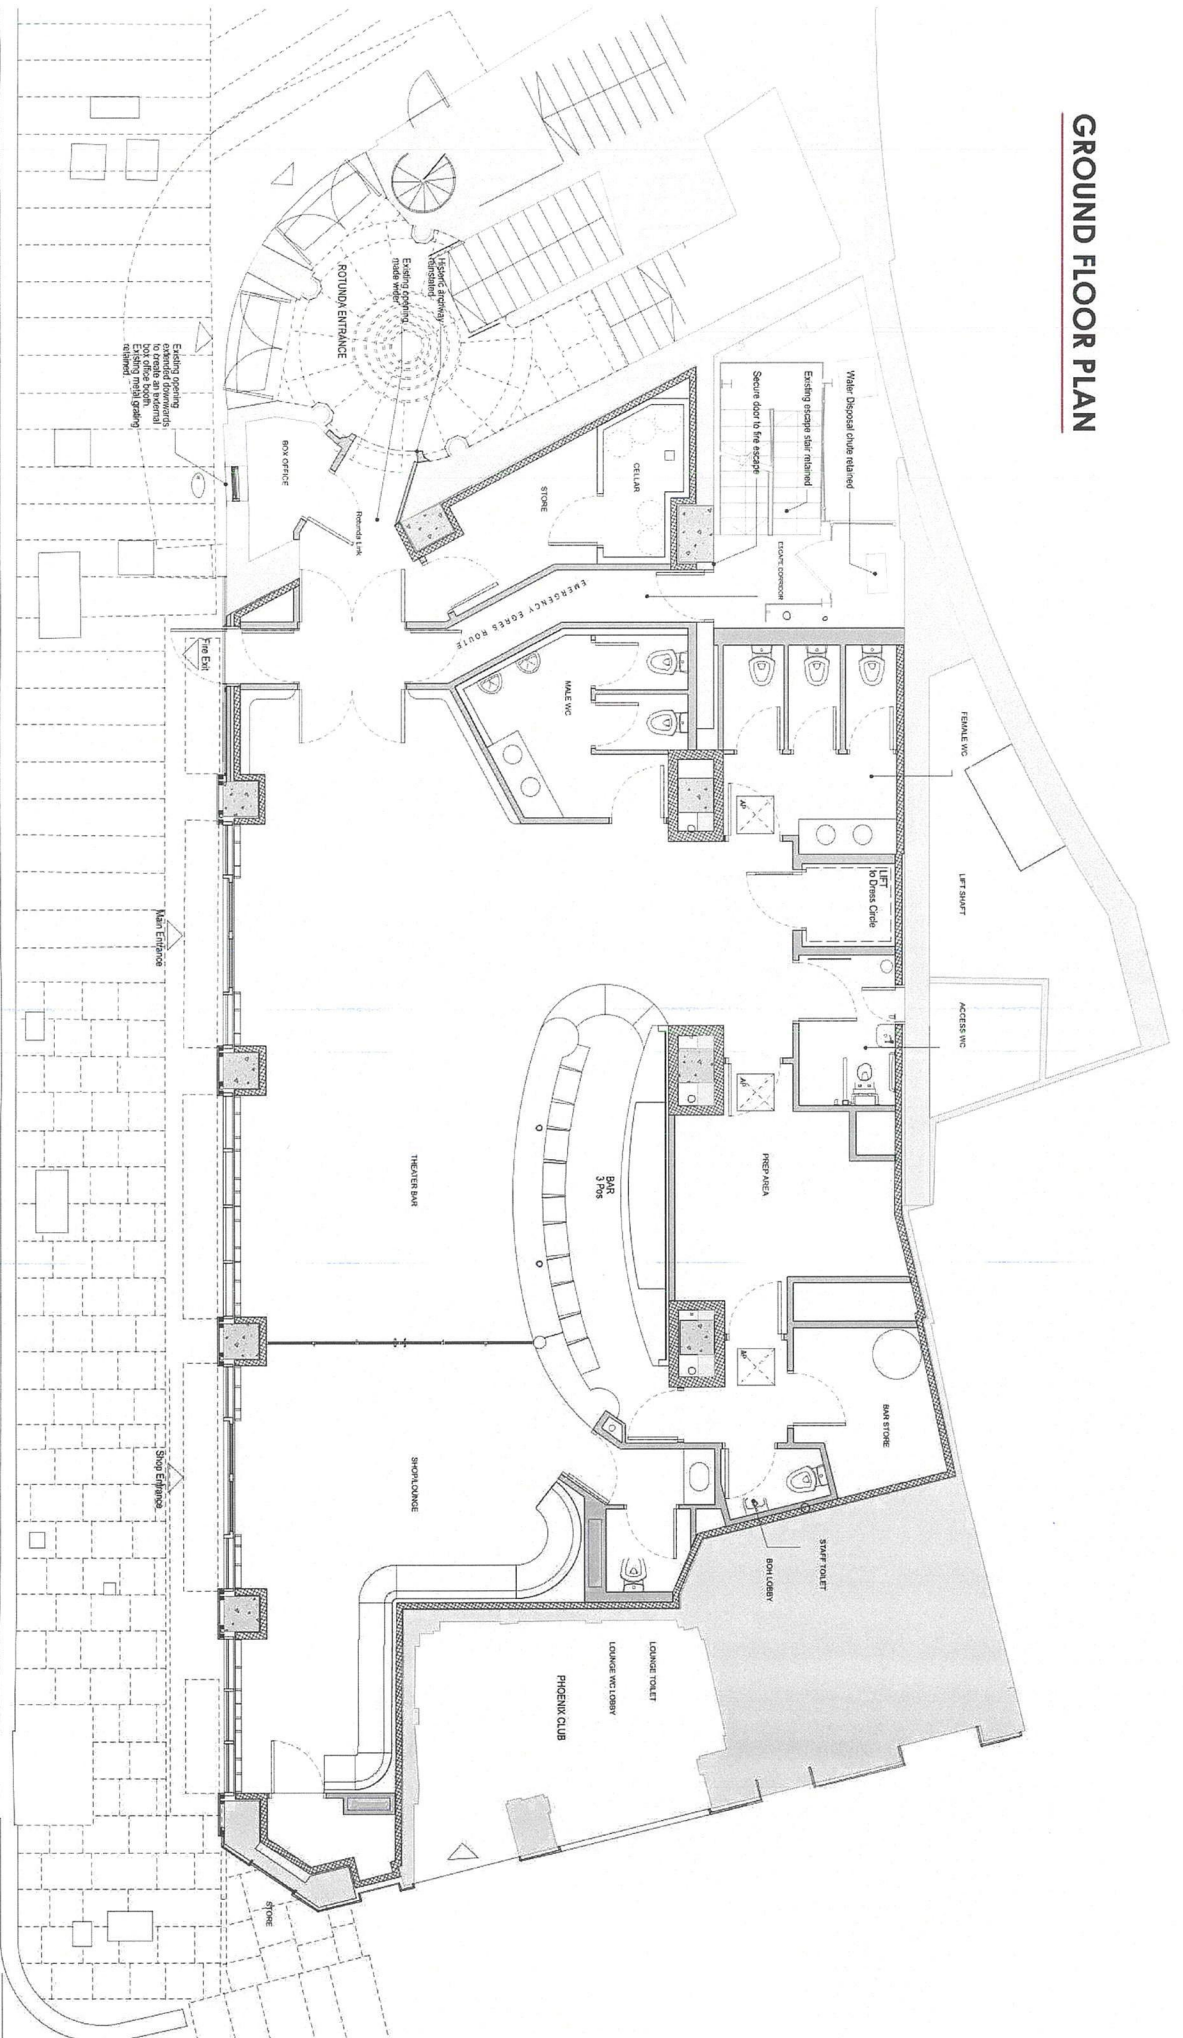 GROUND FLOOR PLAN
Water Disposal chute retained
Existing escape stair retained
Secure door to fire escape
ESCAPE CORRIDOR
Historic archway
reinstated
Existing opening
made wider
ROTUNDA ENTRANCE
Existing opening
extended downwards
to create an external
box office booth.
Existing metal grating
retained.
BOX OFFICE
Rotunda Link
STORE
CELLAR
EMERGENCY EGRES ROUTE
Fire Exit
MALE WC
FEMALE WC
AP
LIFT
to Dress Circle
LIFT SHAFT
ACCESS WC
AP
Main Entrance
THEATER BAR
BAR
3 Pos
PREP AREA
AP
BAR STORE
Shop Entrance
SHOP/LOUNGE
STAFF TOILET
BOH LOBBY
LOUNGE TOILET
LOUNGE WC LOBBY
PHOENIX CLUB
STORE